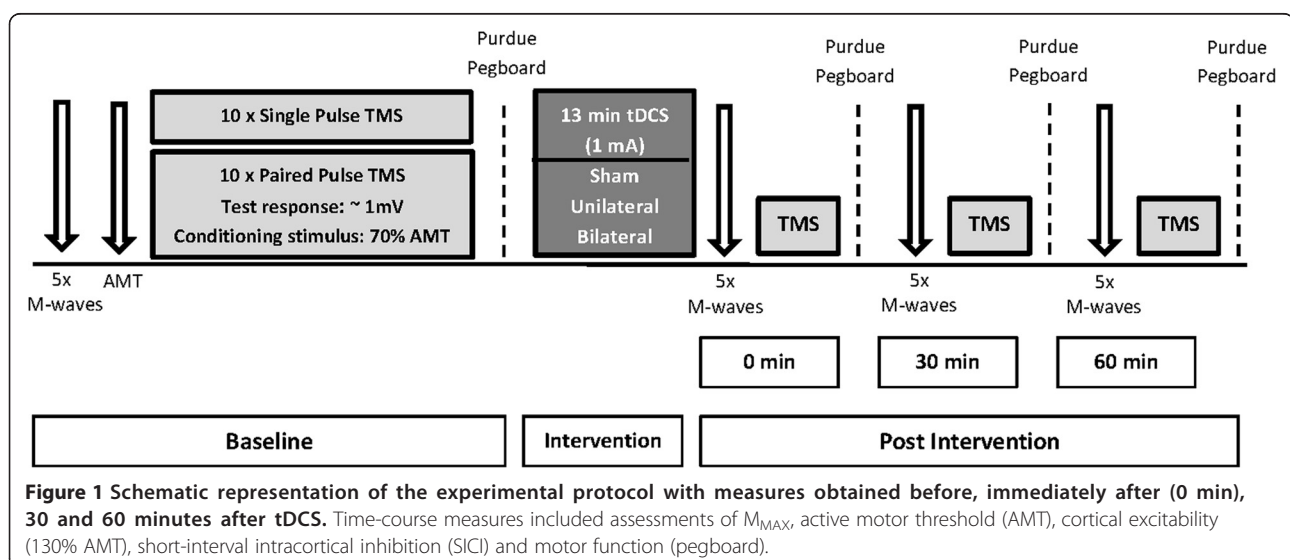 Purdue
Pegboard
Purdue
Pegboard
Purdue
Pegboard
Purdue
Pegboard
10 x Single Pulse TMS
10 x Paired Pulse TMS
Test response: ~ 1mV
Conditioning stimulus: 70% AMT
13 min tDCS
(1 mA)
Sham
Unilateral
Bilateral
TMS
TMS
TMS
5x
M-waves
AMT
5x
M-waves
5x
M-waves
5x
M-waves
0 min
30 min
60 min
Baseline
Intervention
Post Intervention
Figure 1 Schematic representation of the experimental protocol with measures obtained before, immediately after (0 min),
30 and 60 minutes after tDCS. Time-course measures included assessments of MMAX, active motor threshold (AMT), cortical excitability
(130% AMT), short-interval intracortical inhibition (SICI) and motor function (pegboard).